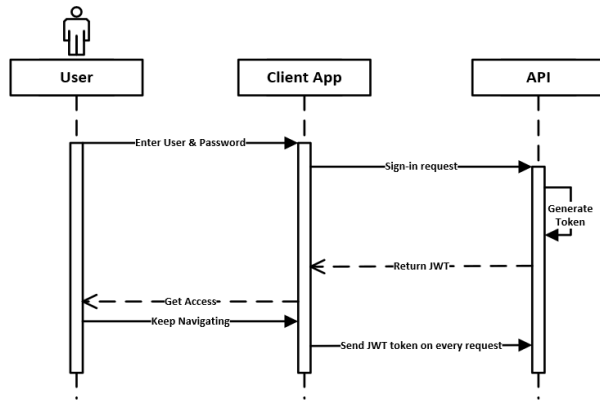 User
Client App
API
Enter User & Password
Sign-in request
Generate
Token
Return JWT
Get Access
Keep Navigating
Send JWT token on every request